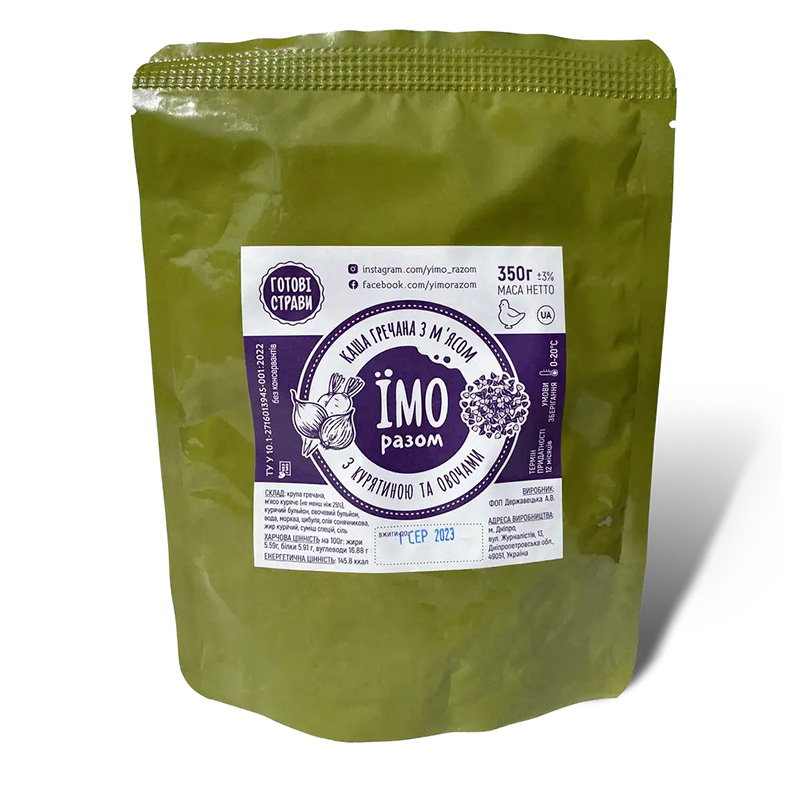 ГОТОВІ
СТРАВИ
instagram.com/yimo_razom
facebook.com/yimorazom
350г ±3%
МАСА НЕТТО
UA
КАША ГРЕЧАНА З М'ЯСОМ
ЇМО
разом
З КУРЯТИНОЮ ТА ОВОЧАМИ
ТУ У 10.1-2716013945-001:2022
без консервантів
0-20°C
УМОВИ
ЗБЕРІГАННЯ
ТЕРМІН
ПРИДАТНОСТІ
12 місяців
СКЛАД: крупа гречана,
м'ясо куряче (не менш ніж 25%),
курячий бульйон, овочевий бульйон,
вода, морква, цибуля, олія соняшникова,
жир курячий, суміш спецій, сіль
ХАРЧОВА ЦІННІСТЬ на 100г: жири
5.59г, білки 5.91 г, вуглеводи 16.88 г
ЕНЕРГЕТИЧНА ЦІННІСТЬ: 145.8 ккал
вжити до:
1 СЕР 2023
ВИРОБНИК:
ФОП Державецька А.В.
АДРЕСА ВИРОБНИЦТВА:
м. Дніпро,
вул. Журналістів, 13,
Дніпропетровська обл.,
49051, Україна